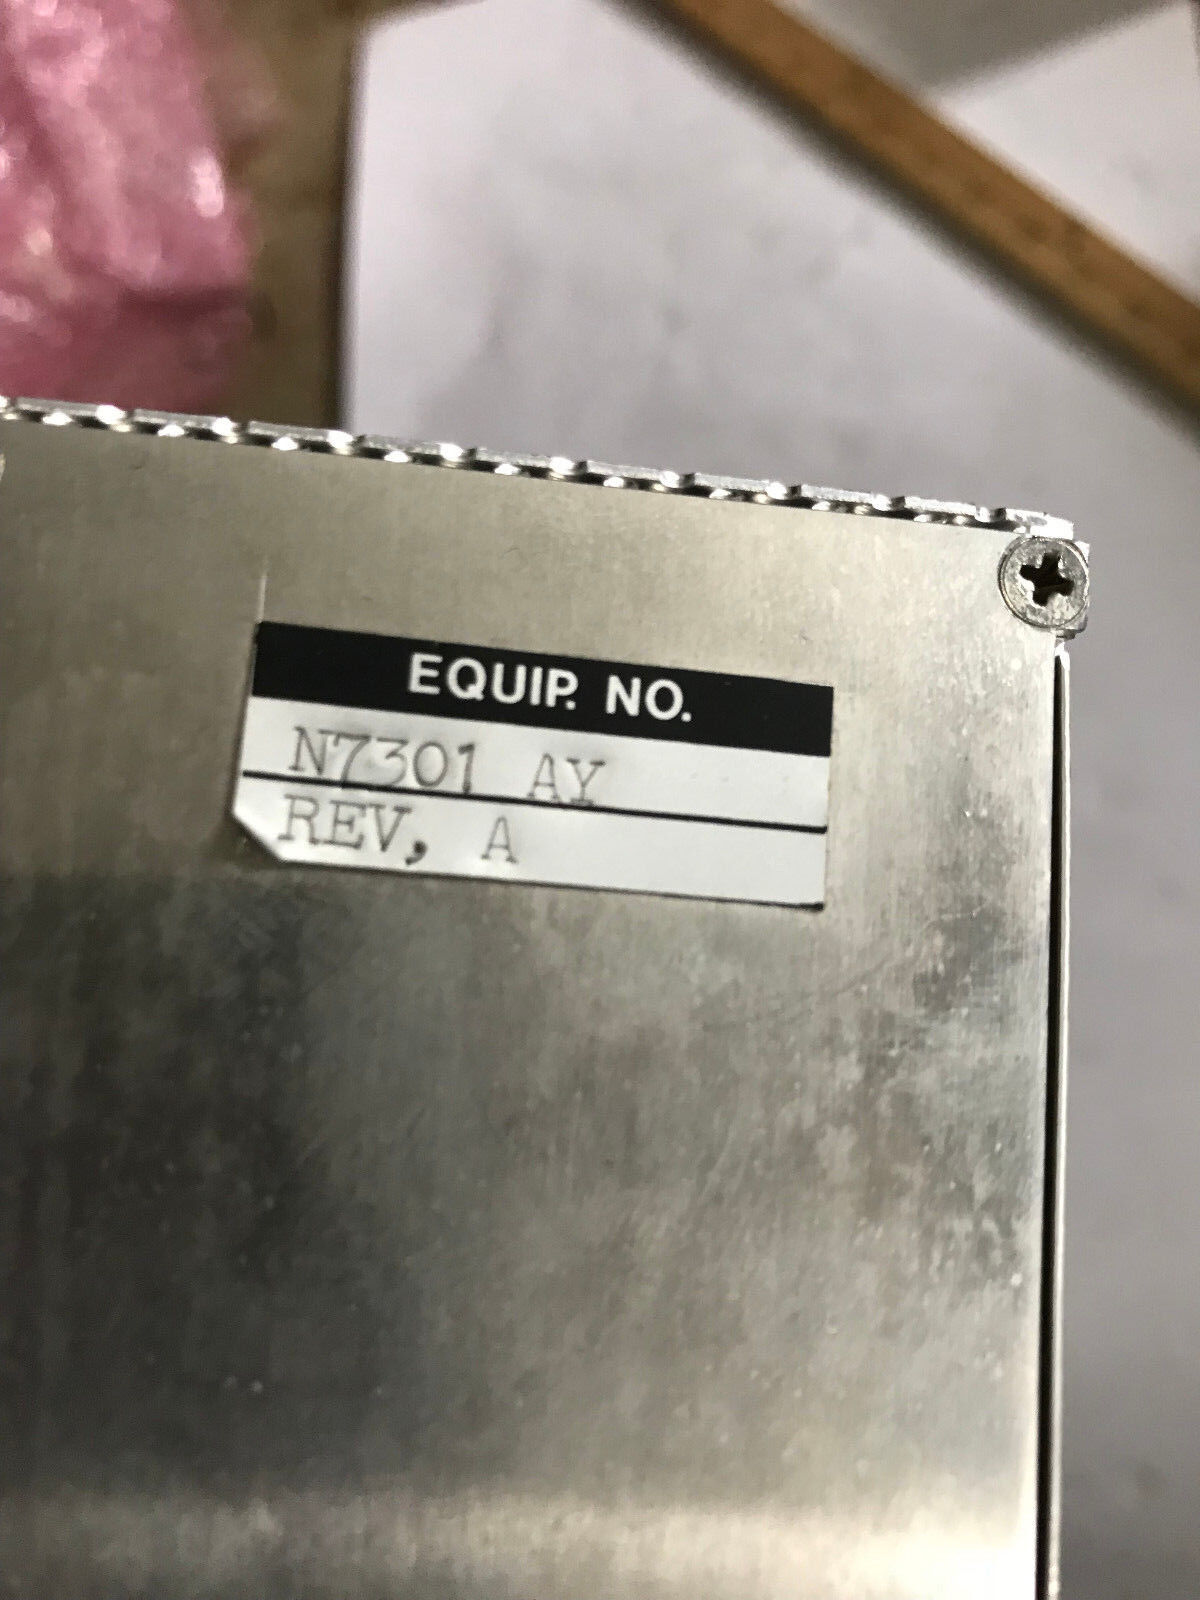 EQUIP. NO.
N7301 AY
REV, A